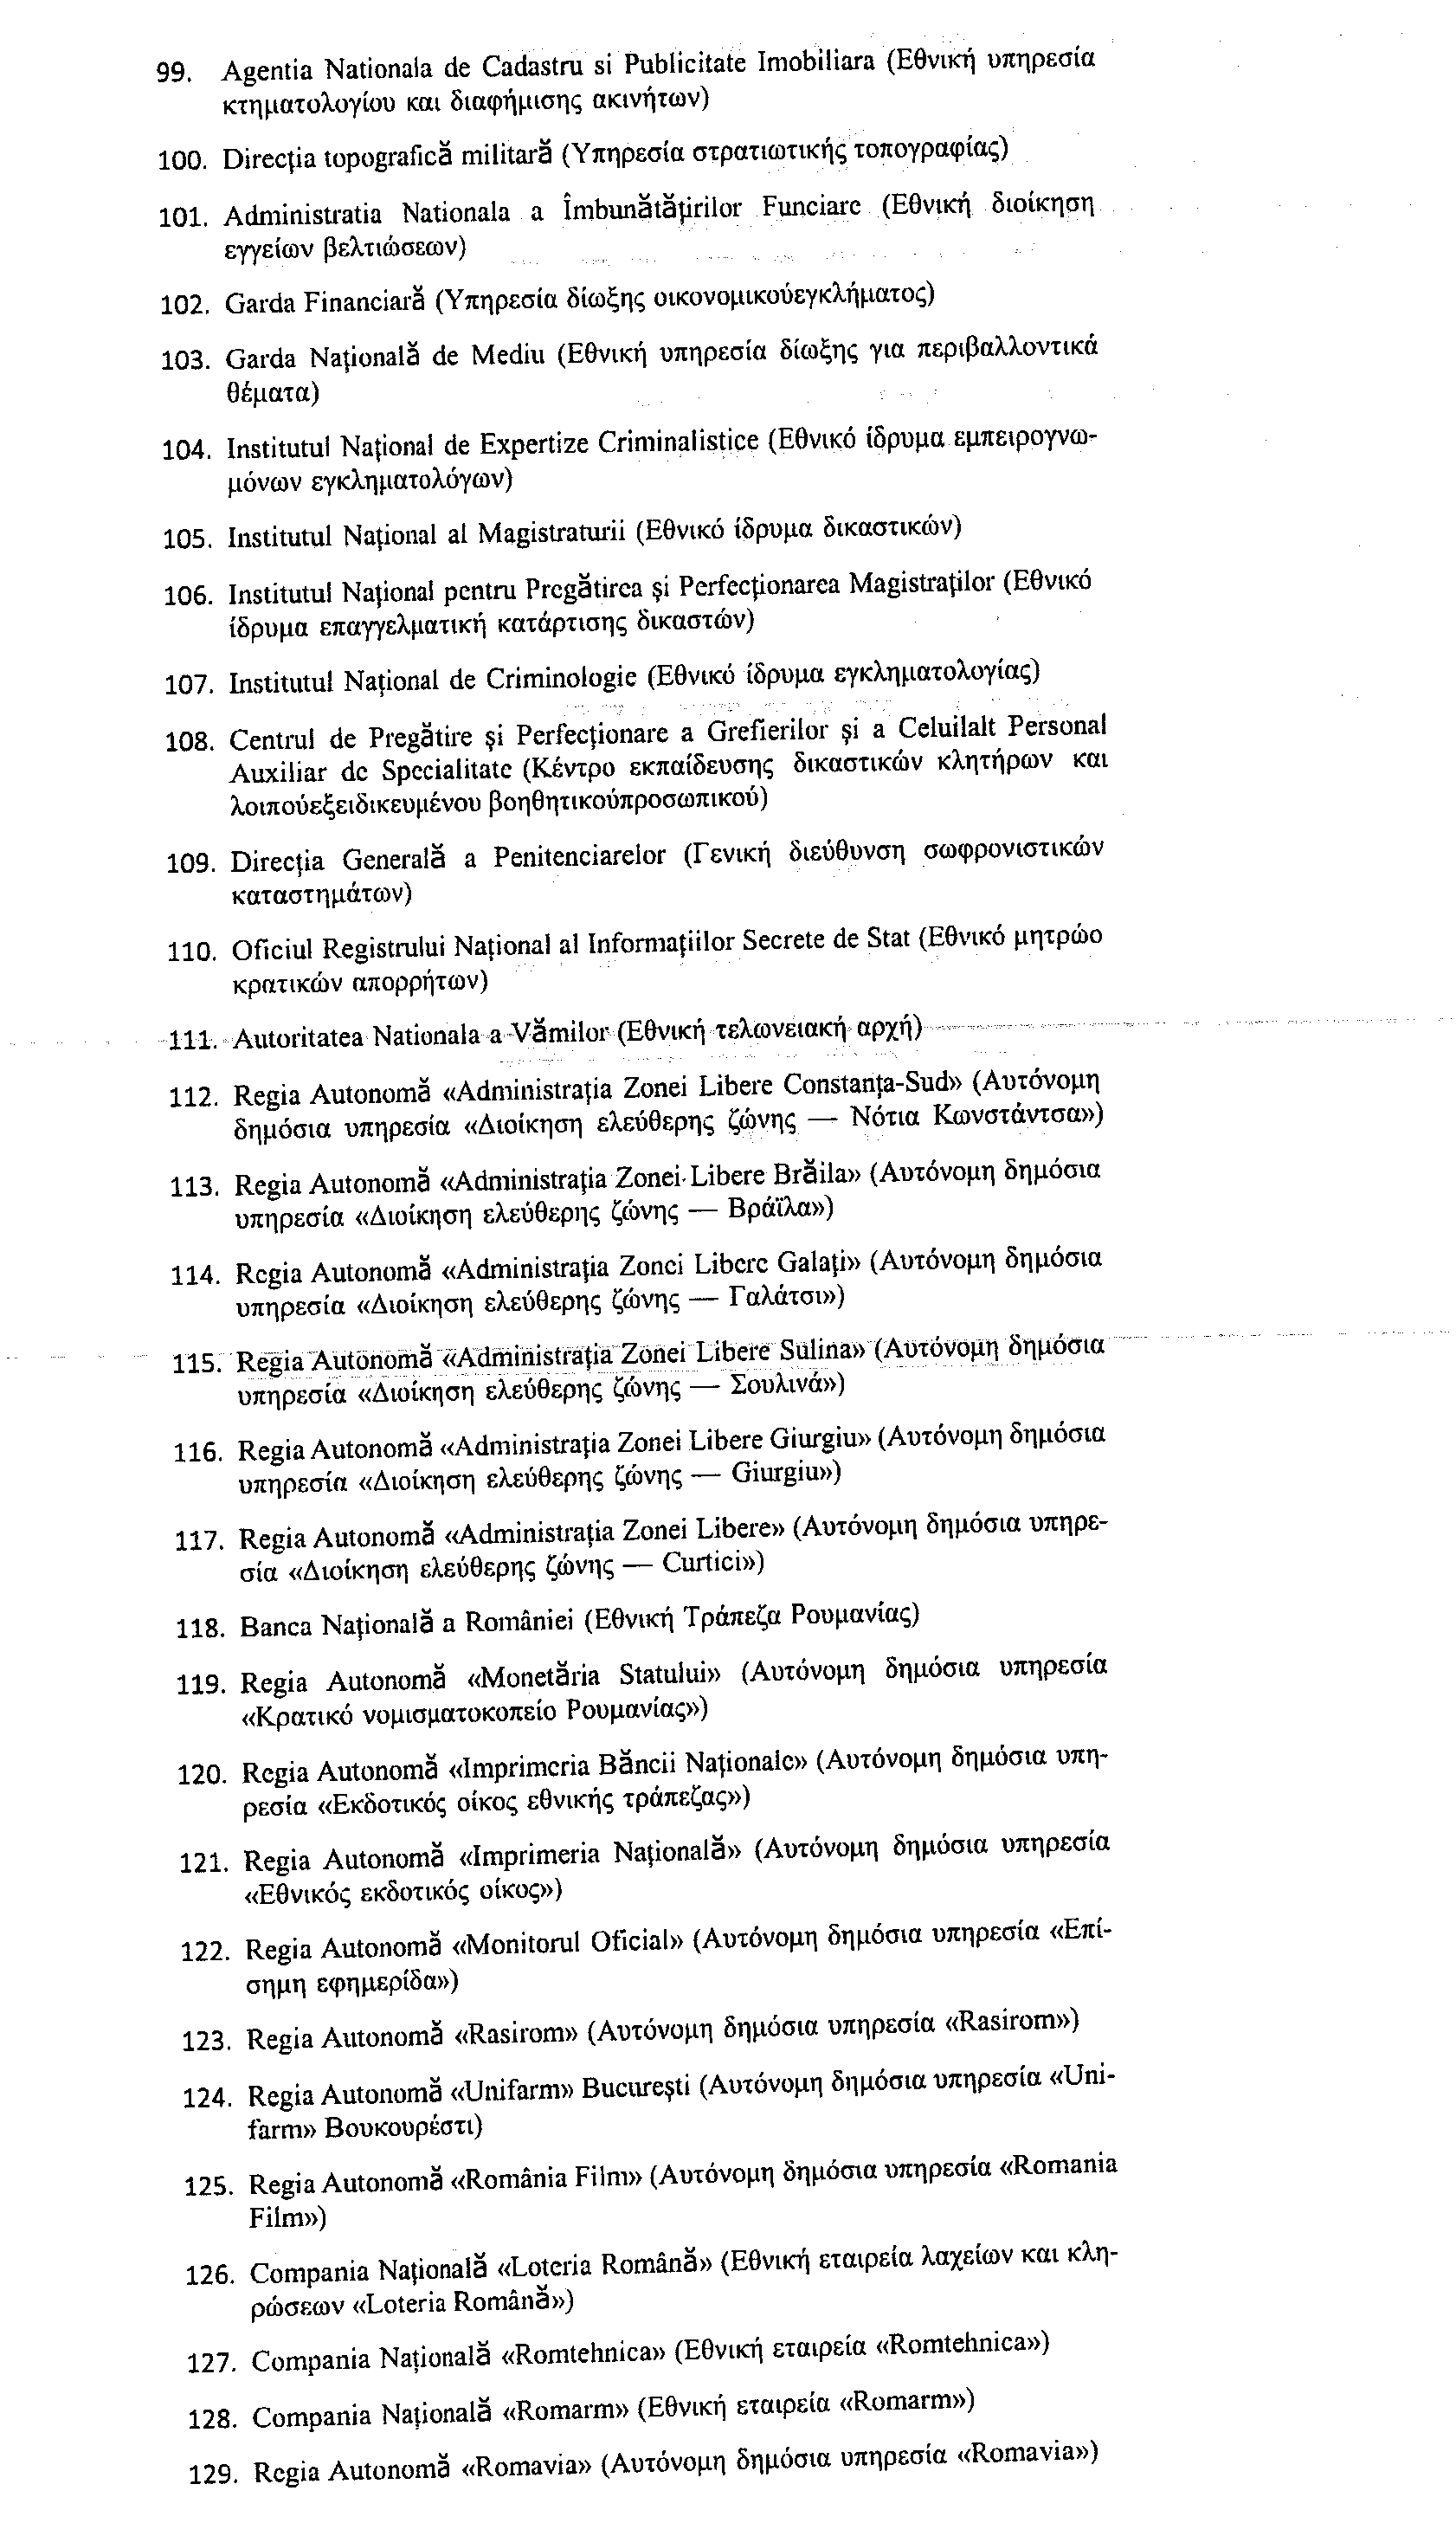 99. Agentia Nationala de Cadastru si Publicitate Imobiliara (Εθνική υπηρεσία
κτηματολογίου και διαφήμισης ακινήτων)
100. Direcţia topografică militară (Υπηρεσία στρατιωτικής τοπογραφίας)
101. Administratia Nationala a Îmbunătăţirilor Funciare (Εθνική διοίκηση
εγγείων βελτιώσεων)
102. Garda Financiară (Υπηρεσία δίωξης οικονομικούεγκλήματος)
103. Garda Naţională de Mediu (Εθνική υπηρεσία δίωξης για περιβαλλοντικά
θέματα)
104. Institutul Naţional de Expertize Criminalistice (Εθνικό ίδρυμα εμπειρογνω-
μόνων εγκληματολόγων)
105. Institutul Naţional al Magistraturii (Εθνικό ίδρυμα δικαστικών)
106. Institutul Naţional pentru Pregătirea şi Perfecţionarea Magistraţilor (Εθνικό
ίδρυμα επαγγελματική κατάρτισης δικαστών)
107. Institutul Naţional de Criminologie (Εθνικό ίδρυμα εγκληματολογίας)
108. Centrul de Pregătire şi Perfecţionare a Grefierilor şi a Celuilalt Personal
Auxiliar de Specialitate (Κέντρο εκπαίδευσης δικαστικών κλητήρων και
λοιπούεξειδικευμένου βοηθητικούπροσωπικού)
109. Direcţia Generală a Penitenciarelor (Γενική διεύθυνση σωφρονιστικών
καταστημάτων)
110. Oficiul Registrului Naţional al Informaţiilor Secrete de Stat (Εθνικό μητρώο
κρατικών απορρήτων)
111. Autoritatea Nationala a Vămilor (Εθνική τελωνειακή αρχή)
112. Regia Autonomă «Administraţia Zonei Libere Constanţa-Sud» (Αυτόνομη
δημόσια υπηρεσία «Διοίκηση ελεύθερης ζώνης — Νότια Κωνστάντσα»)
113. Regia Autonomă «Administraţia Zonei Libere Brăila» (Αυτόνομη δημόσια
υπηρεσία «Διοίκηση ελεύθερης ζώνης — Βράϊλα»)
114. Regia Autonomă «Administraţia Zonei Libere Galaţi» (Αυτόνομη δημόσια
υπηρεσία «Διοίκηση ελεύθερης ζώνης — Γαλάτσι»)
115. Regia Autonomă «Administraţia Zonei Libere Sulina» (Αυτόνομη δημόσια
υπηρεσία «Διοίκηση ελεύθερης ζώνης — Σουλινά»)
116. Regia Autonomă «Administraţia Zonei Libere Giurgiu» (Αυτόνομη δημόσια
υπηρεσία «Διοίκηση ελεύθερης ζώνης — Giurgiu»)
117. Regia Autonomă «Administraţia Zonei Libere» (Αυτόνομη δημόσια υπηρε-
σία «Διοίκηση ελεύθερης ζώνης — Curtici»)
118. Banca Naţională a României (Εθνική Τράπεζα Ρουμανίας)
119. Regia Autonomă «Monetăria Statului» (Αυτόνομη δημόσια υπηρεσία
«Κρατικό νομισματοκοπείο Ρουμανίας»)
120. Regia Autonomă «Imprimeria Băncii Naţionale» (Αυτόνομη δημόσια υπη-
ρεσία «Εκδοτικός οίκος εθνικής τράπεζας»)
121. Regia Autonomă «Imprimeria Naţională» (Αυτόνομη δημόσια υπηρεσία
«Εθνικός εκδοτικός οίκος»)
122. Regia Autonomă «Monitorul Oficial» (Αυτόνομη δημόσια υπηρεσία «Επί-
σημη εφημερίδα»)
123. Regia Autonomă «Rasirom» (Αυτόνομη δημόσια υπηρεσία «Rasirom»)
124. Regia Autonomă «Unifarm» Bucureşti (Αυτόνομη δημόσια υπηρεσία «Uni-
farm» Βουκουρέστι)
125. Regia Autonomă «România Film» (Αυτόνομη δημόσια υπηρεσία «Romania
Film»)
126. Compania Naţională «Loteria Română» (Εθνική εταιρεία λαχείων και κλη-
ρώσεων «Loteria Română»)
127. Compania Naţională «Romtehnica» (Εθνική εταιρεία «Romtehnica»)
128. Compania Naţională «Romarm» (Εθνική εταιρεία «Romarm»)
129. Regia Autonomă «Romavia» (Αυτόνομη δημόσια υπηρεσία «Romavia»)